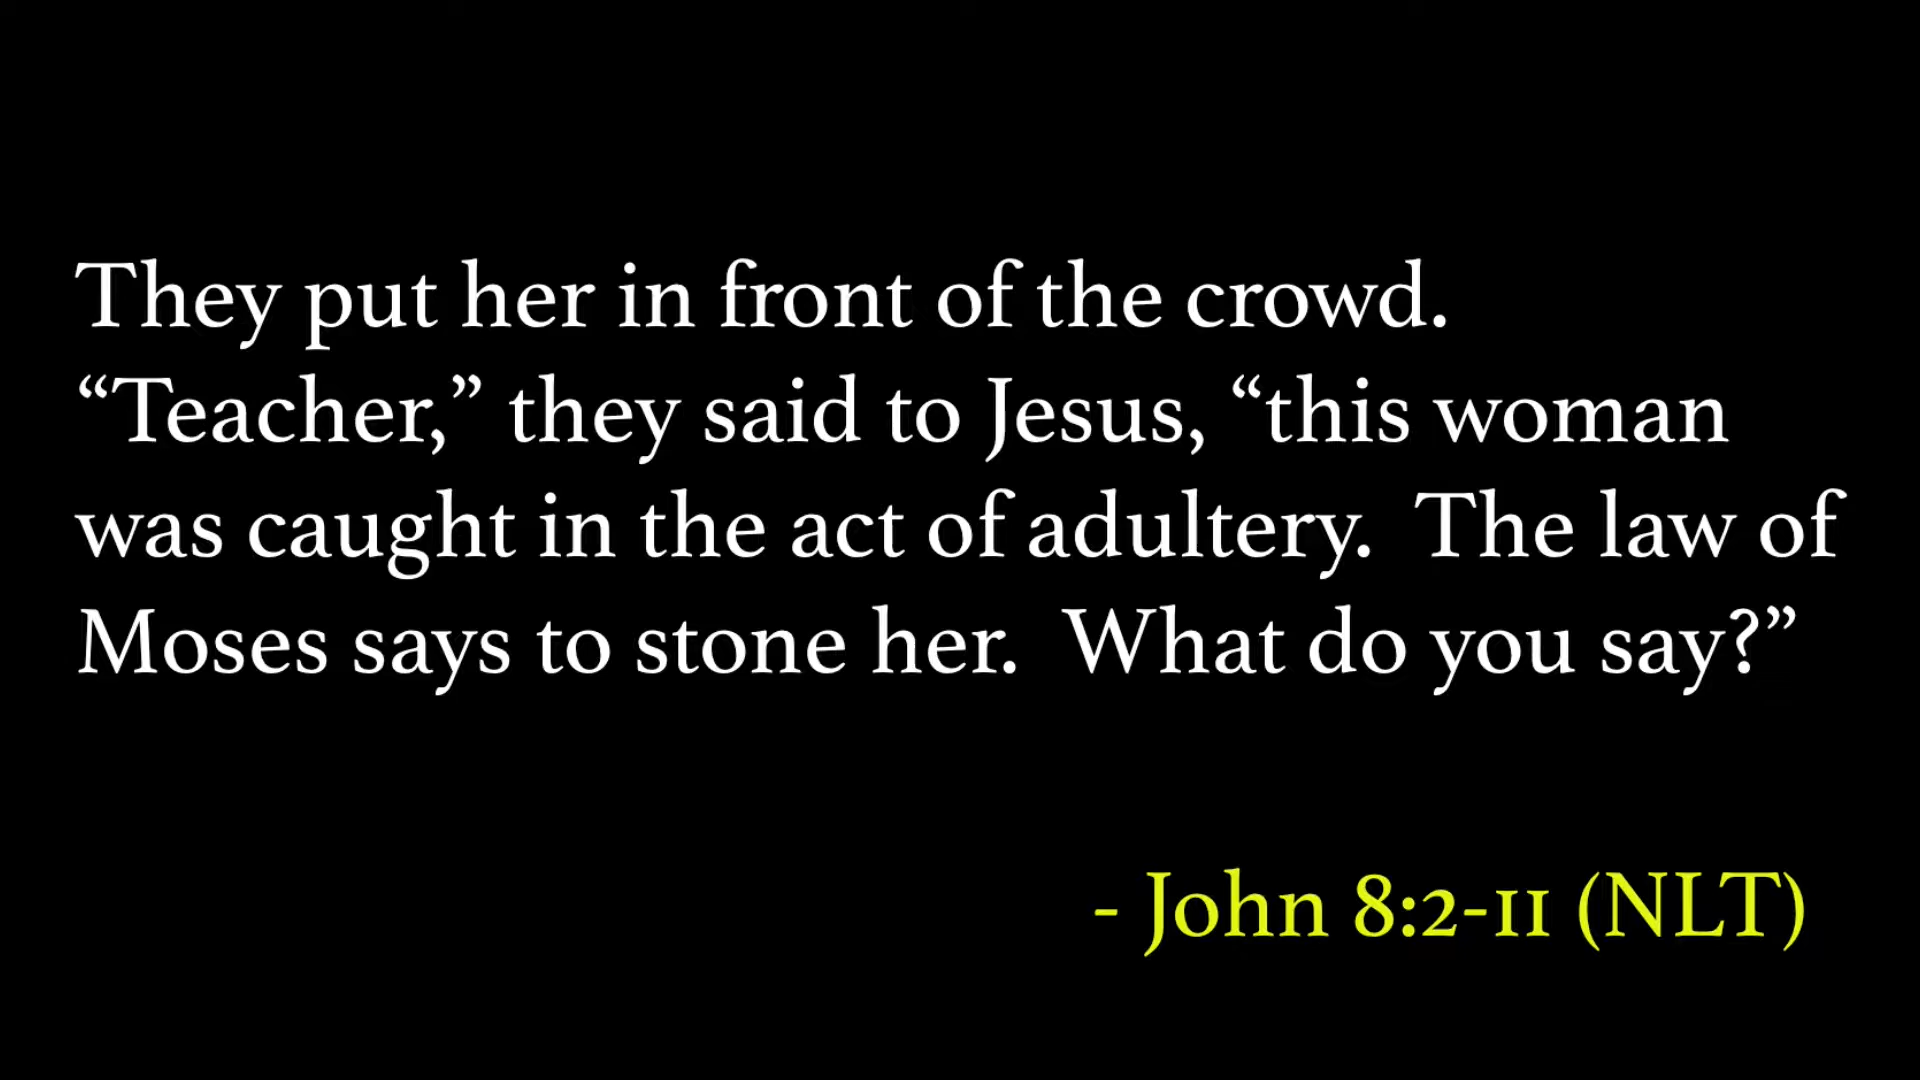 They put her in front of the crowd.
“Teacher,” they said to Jesus, “this woman
was caught in the act of adultery.  The law of
Moses says to stone her.  What do you say?”
- John 8:2-11 (NLT)